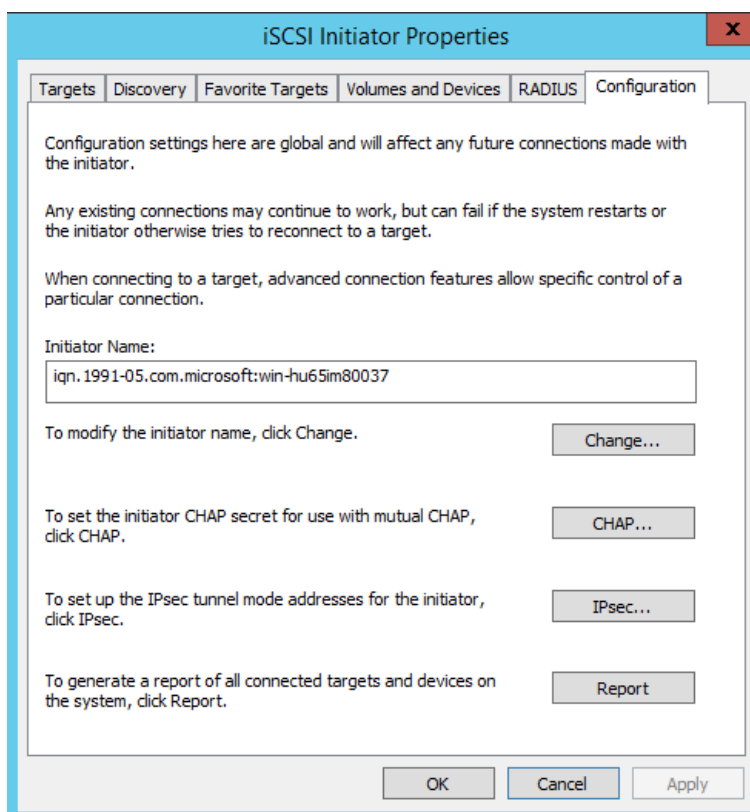 iSCSI Initiator Properties
x
Targets
Discovery
Favorite Targets
Volumes and Devices
RADIUS
Configuration
Configuration settings here are global and will affect any future connections made with
the initiator.
Any existing connections may continue to work, but can fail if the system restarts or
the initiator otherwise tries to reconnect to a target.
When connecting to a target, advanced connection features allow specific control of a
particular connection.
Initiator Name:
iqn.1991-05.com.microsoft:win-hu65im80037
To modify the initiator name, click Change.
Change...
To set the initiator CHAP secret for use with mutual CHAP,
click CHAP.
CHAP...
To set up the IPsec tunnel mode addresses for the initiator,
click IPsec.
IPsec...
To generate a report of all connected targets and devices on
the system, click Report.
Report
OK
Cancel
Apply